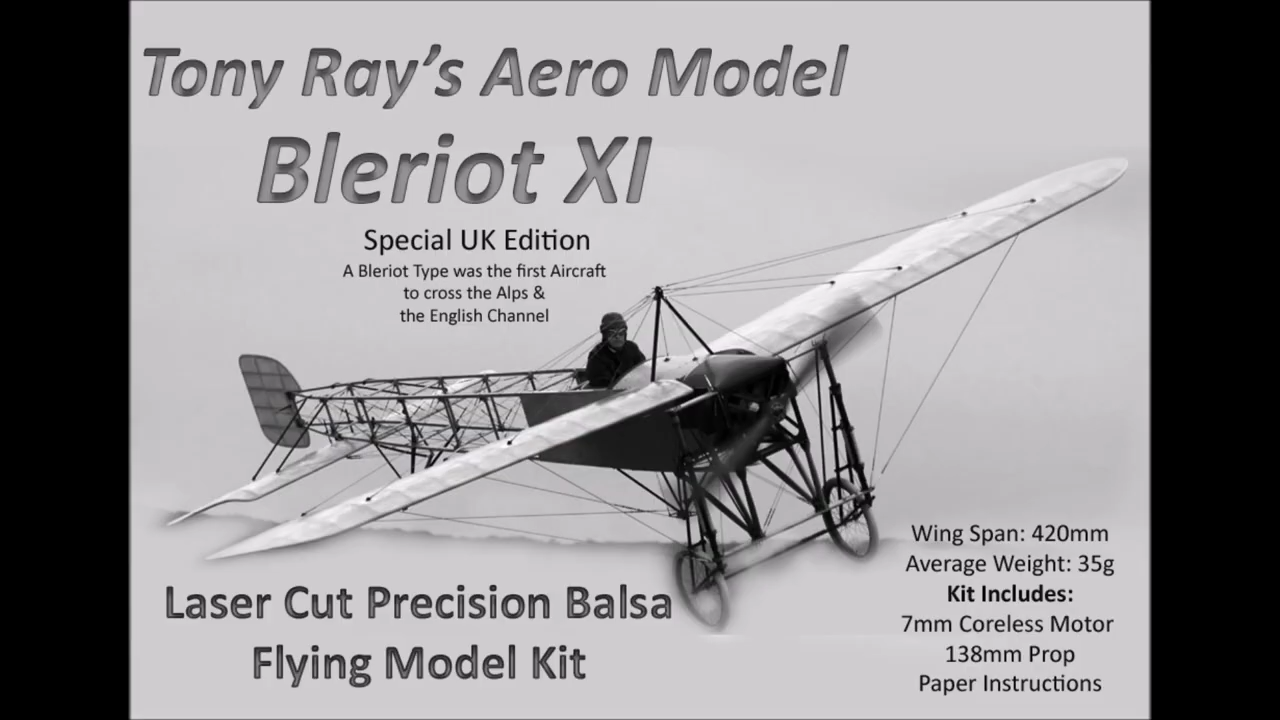 Tony Ray's Aero Model
Bleriot XI
Special UK Edition
A Bleriot Type was the first Aircraft
to cross the Alps &
the English Channel
Wing Span: 420mm
Average Weight: 35g
Kit Includes:
7mm Coreless Motor
138mm Prop
Paper Instructions
Laser Cut Precision Balsa
Flying Model Kit